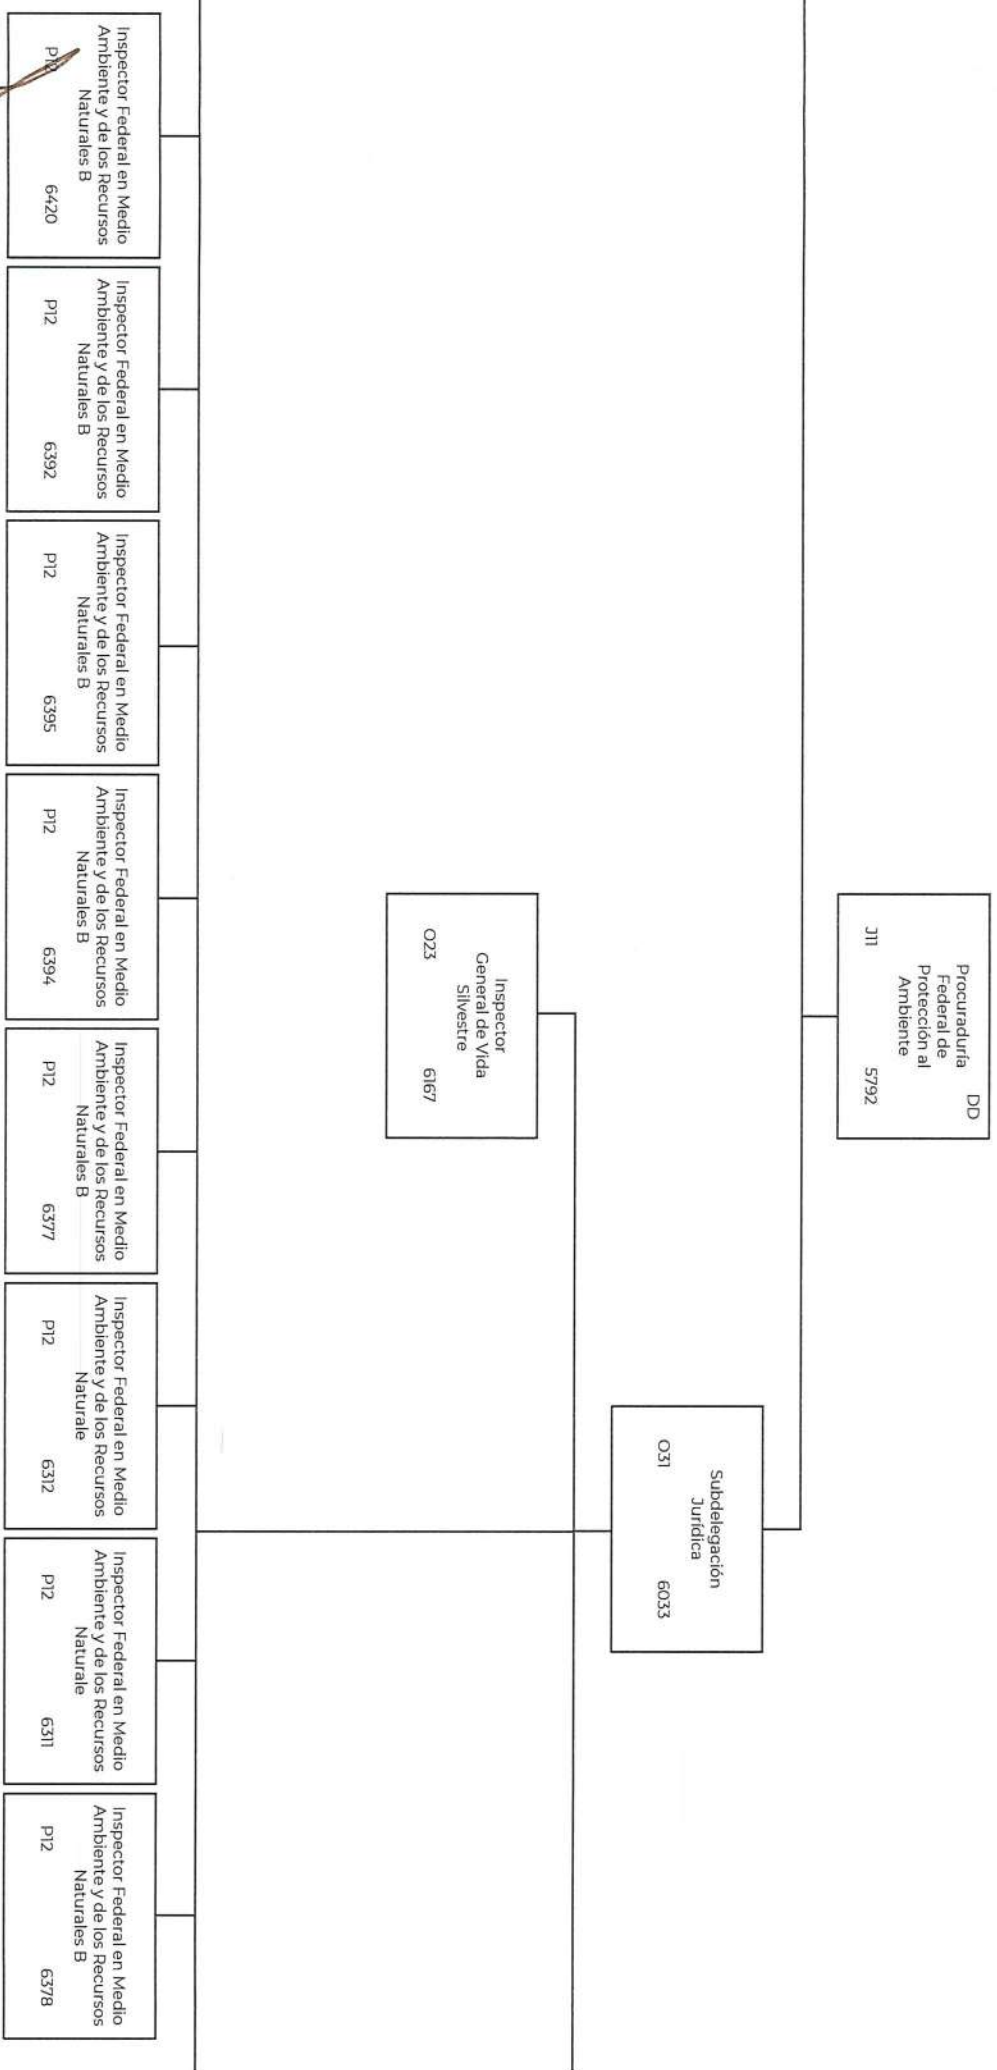 DD
Procuraduría
Federal de
Protección al
Ambiente
J11 5792
Subdelegación
Jurídica
O31 6033
Inspector
General de Vida
Silvestre
O23 6167
Inspector Federal en Medio
Ambiente y de los Recursos
Naturales B
P12 6420
Inspector Federal en Medio
Ambiente y de los Recursos
Naturales B
P12 6392
Inspector Federal en Medio
Ambiente y de los Recursos
Naturales B
P12 6395
Inspector Federal en Medio
Ambiente y de los Recursos
Naturales B
P12 6394
Inspector Federal en Medio
Ambiente y de los Recursos
Naturales B
P12 6377
Inspector Federal en Medio
Ambiente y de los Recursos
Naturale
P12 6312
Inspector Federal en Medio
Ambiente y de los Recursos
Naturale
P12 6311
Inspector Federal en Medio
Ambiente y de los Recursos
Naturales B
P12 6378